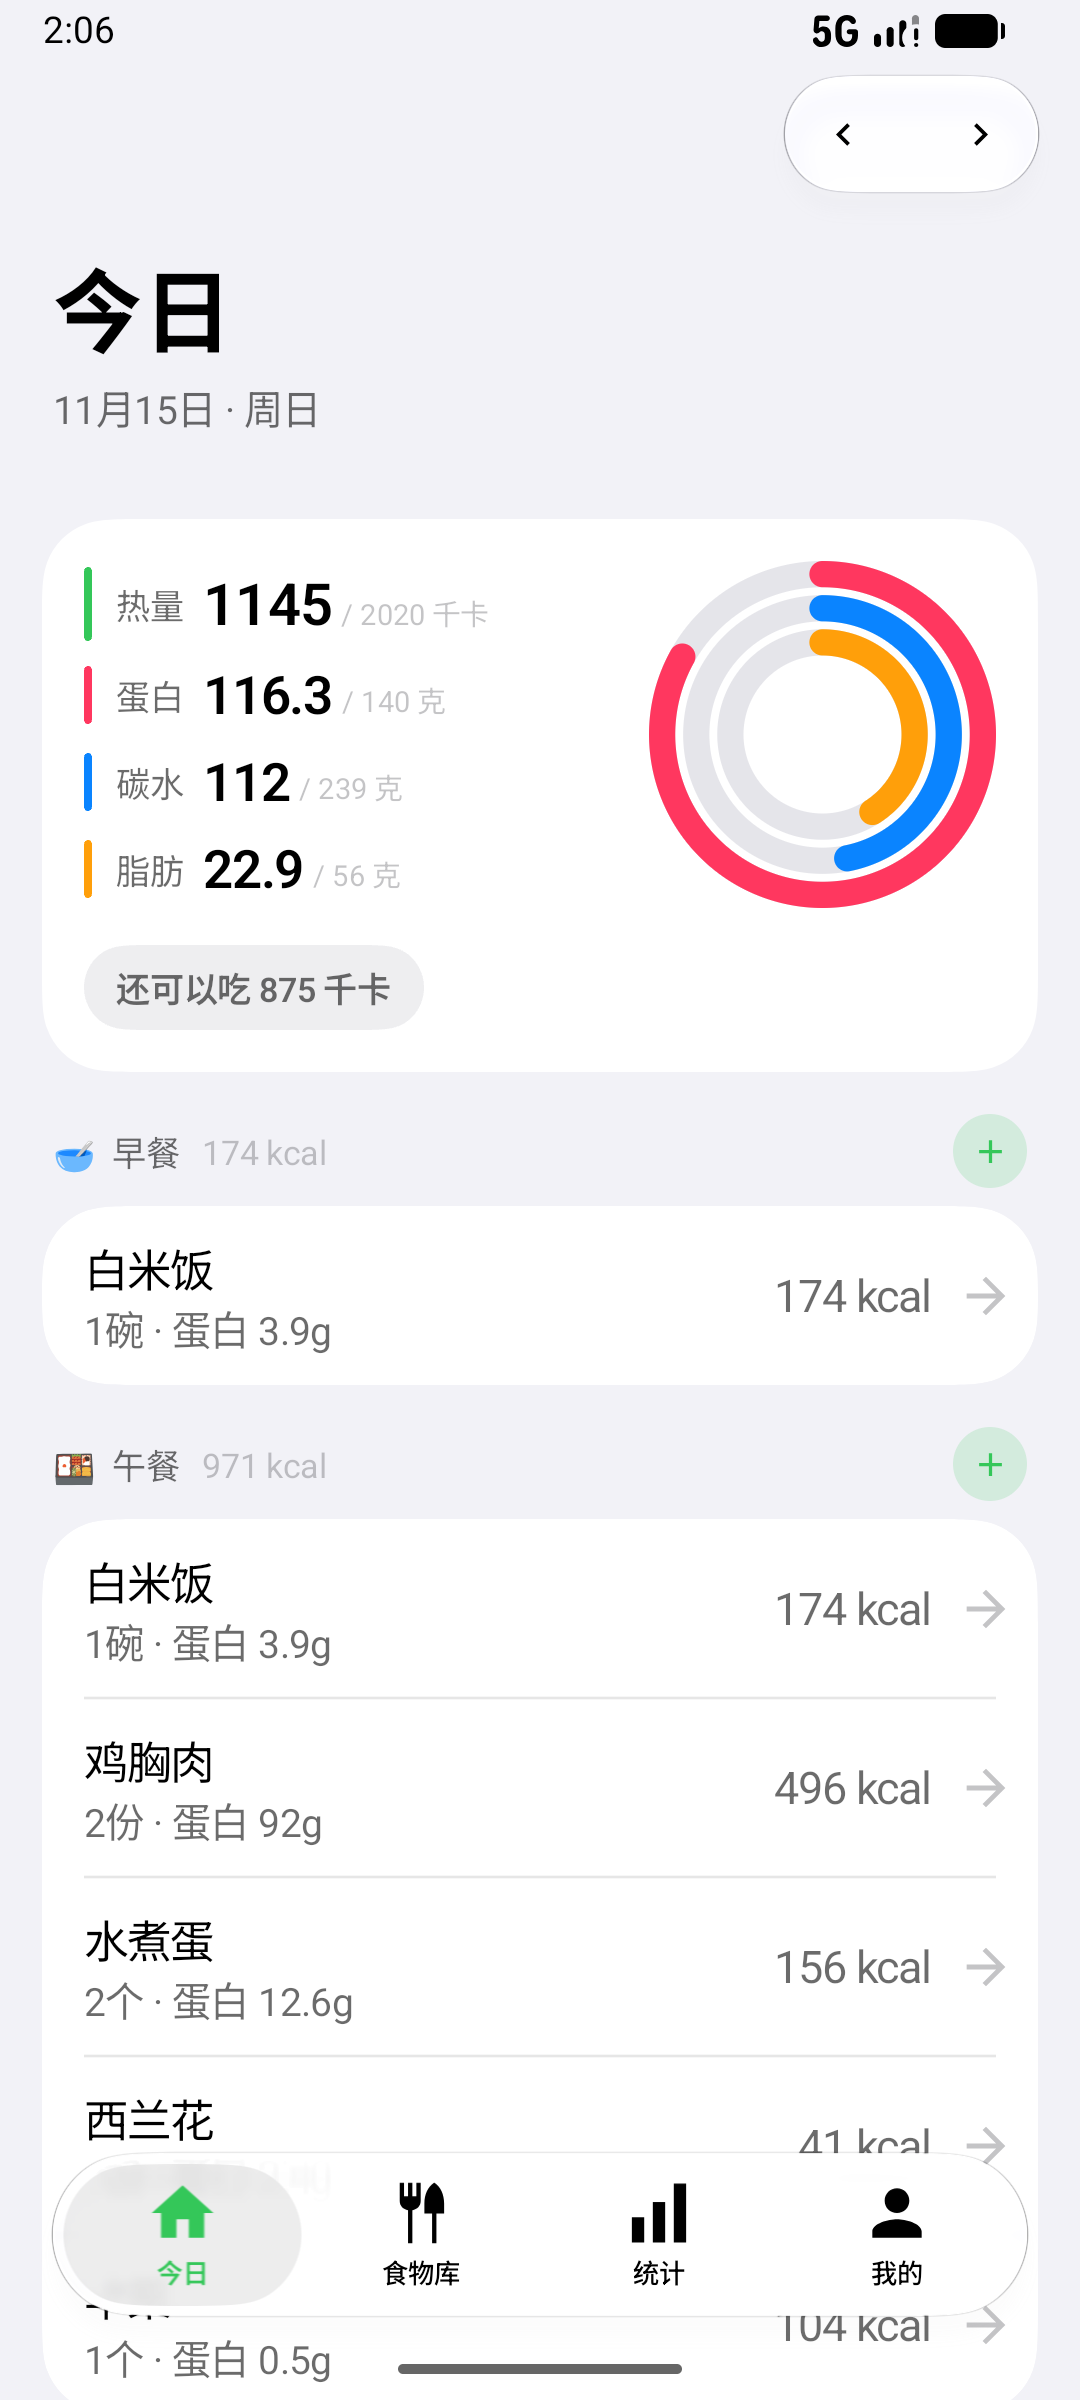 2:06
5G
今日
11月15日 · 周日
热量 1145 / 2020 千卡
蛋白 116.3 / 140 克
碳水 112 / 239 克
脂肪 22.9 / 56 克
还可以吃 875 千卡
早餐 174 kcal
+
白米饭
174 kcal
1碗 · 蛋白 3.9g
午餐 971 kcal
+
白米饭
174 kcal
1碗 · 蛋白 3.9g
鸡胸肉
496 kcal
2份 · 蛋白 92g
水煮蛋
156 kcal
2个 · 蛋白 12.6g
西兰花
41 kcal
今日
食物库
统计
我的
104 kcal
1个 · 蛋白 0.5g